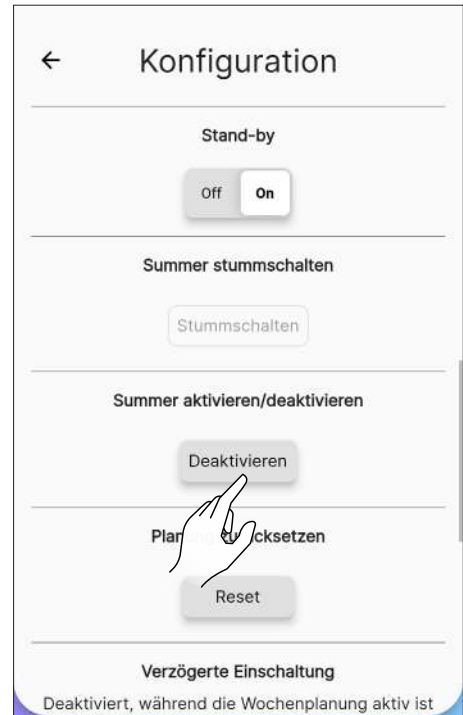 Konfiguration
Stand-by
Off On
Summer stummschalten
Stummschalten
Summer aktivieren/deaktivieren
Deaktivieren
Reset
Verzögerte Einschaltung
Deaktiviert, während die Wochenplanung aktiv ist